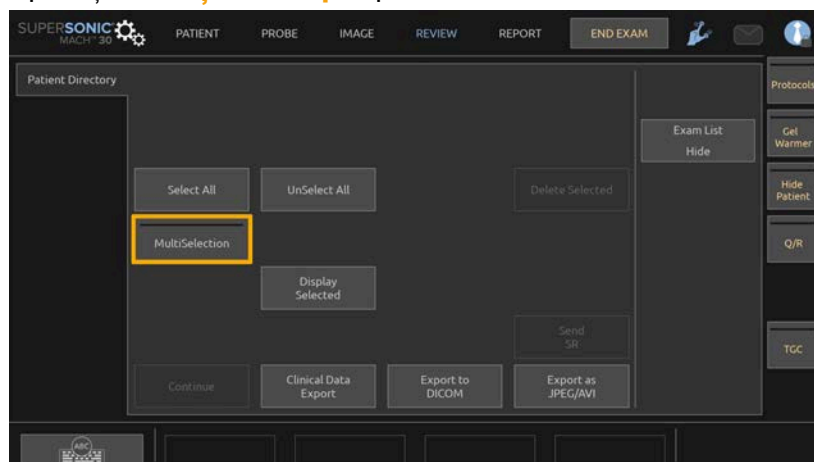 SUPERSONIC
MACH™ 30
PATIENT
PROBE
IMAGE
REVIEW
REPORT
END EXAM
Patient Directory
Protocols
Exam List
Hide
Gel
Warmer
Select All
UnSelect All
Delete Selected
Hide
Patient
MultiSelection
Q/R
Display
Selected
Send
SR
TGC
Continue
Clinical Data
Export
Export to
DICOM
Export as
JPEG/AVI
ABC